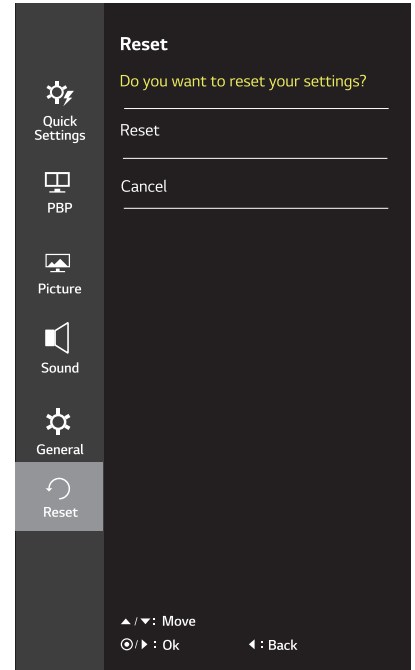 Reset
Do you want to reset your settings?
Reset
Cancel
Quick
Settings
PBP
Picture
Sound
General
Reset
▲/▼: Move
◉/▶ : Ok
◀ : Back